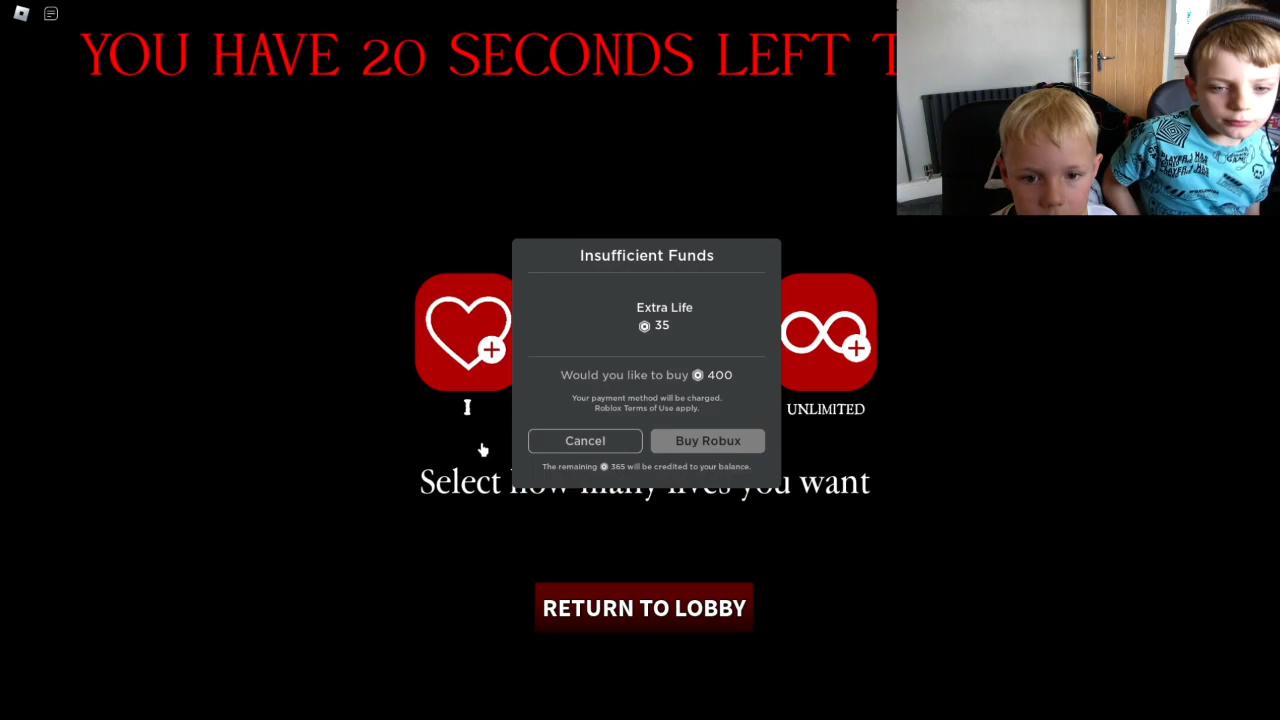 YOU HAVE 20 SECONDS LEFT T
Insufficient Funds
Extra Life
35
Would you like to buy 400
Your payment method will be charged.
Roblox Terms of Use apply.
I
UNLIMITED
Cancel
Buy Robux
The remaining 365 will be credited to your balance.
Select how many lives you want
RETURN TO LOBBY